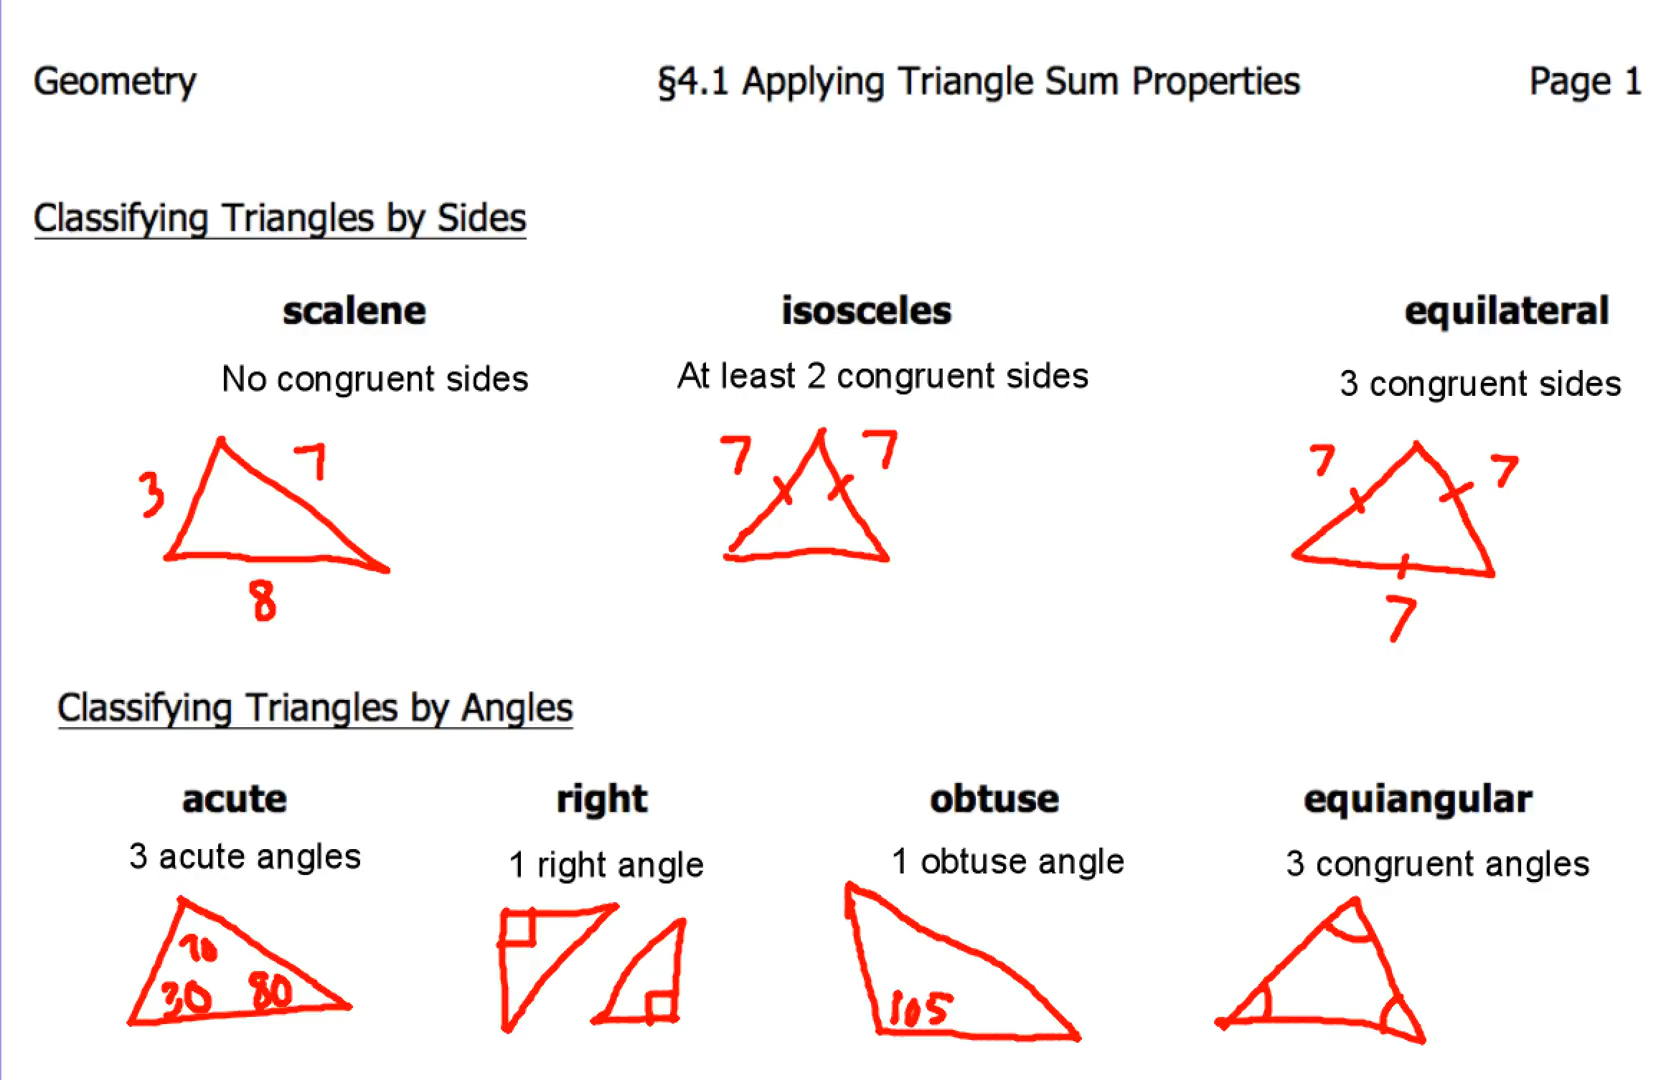 Geometry §4.1 Applying Triangle Sum Properties Page 1
Classifying Triangles by Sides
scalene isosceles equilateral
No congruent sides At least 2 congruent sides 3 congruent sides
3 7 7 7 7 7
8 7
Classifying Triangles by Angles
acute right obtuse equiangular
3 acute angles 1 right angle 1 obtuse angle 3 congruent angles
70
30 80 105